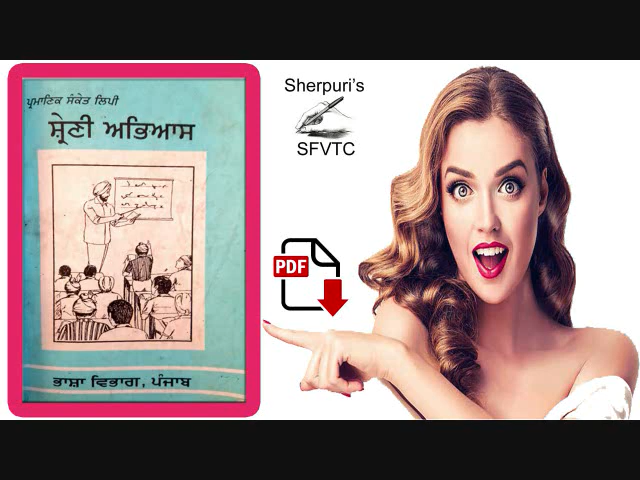 ਪ੍ਰਮਾਣਿਕ ਸੰਕੇਤ ਲਿਪੀ
ਸ਼੍ਰੇਣੀ ਅਭਿਆਸ
ਭਾਸ਼ਾ ਵਿਭਾਗ, ਪੰਜਾਬ
Sherpuri's
SFVTC
PDF